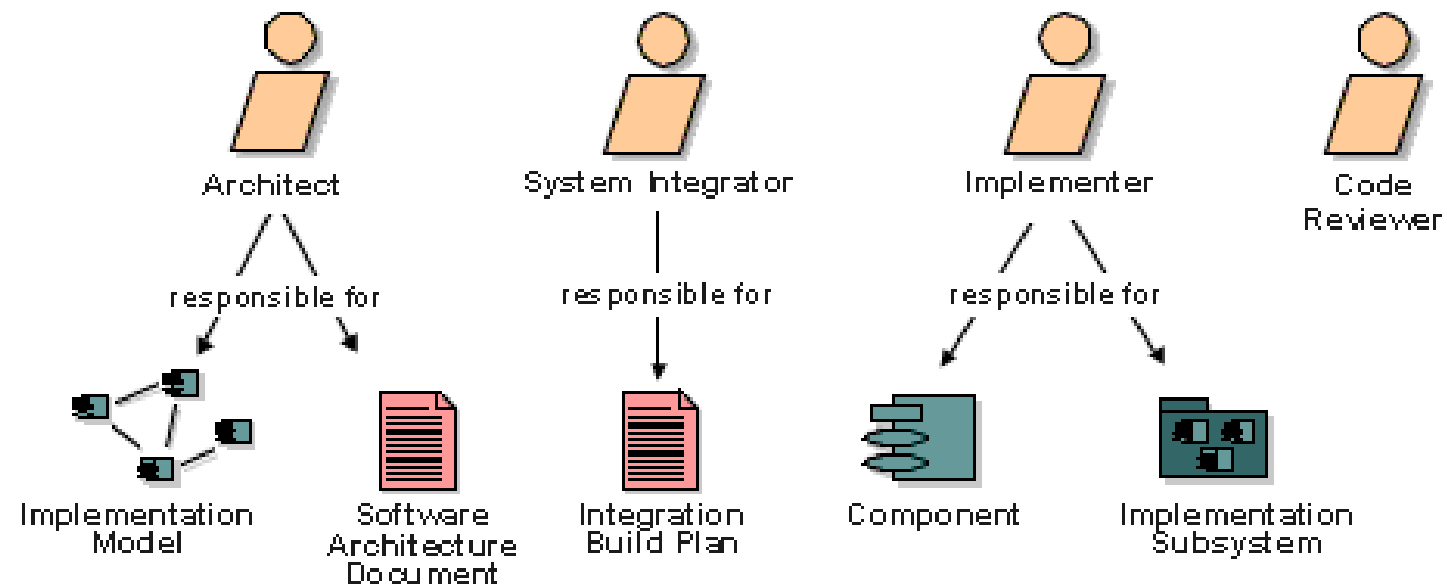 Architect
System Integrator
Implementer
Code
Reviewer
responsible for
responsible for
responsible for
Implementation
Model
Software
Architecture
Document
Integration
Build Plan
Component
Implementation
Subsystem